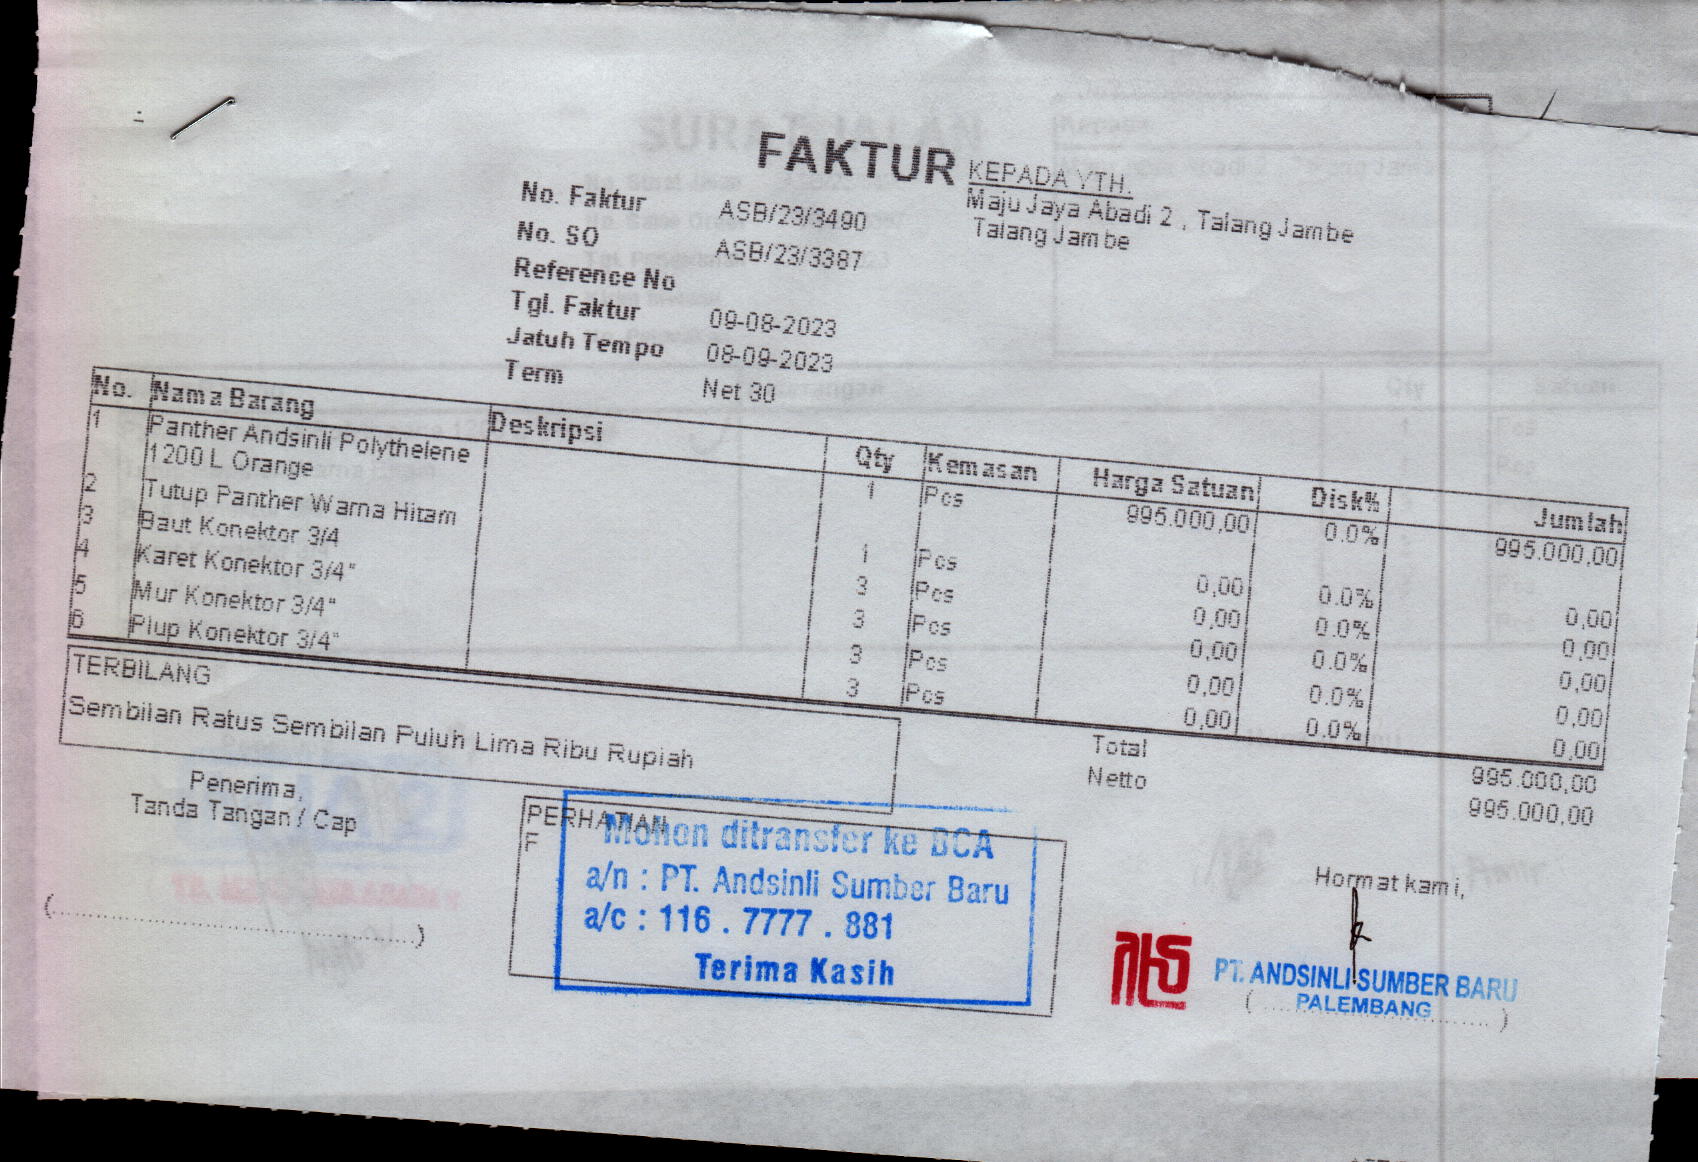 FAKTUR
KEPADA YTH.
Maju Jaya Abadi 2 , Talang Jambe
Talang Jambe
No. Faktur ASB/23/3490
No. SO ASB/23/3387
Reference No
Tgl. Faktur 09-08-2023
Jatuh Tempo 08-09-2023
Term Net 30
No. Nama Barang Deskripsi Qty Kemasan Harga Satuan Disk% Jumlah
1 Panther Andsinli Polythelene 1 Pcs 995.000,00 0.0% 995.000,00
1200 L Orange
2 Tutup Panther Warna Hitam 1 Pcs 0,00 0.0% 0,00
3 Baut Konektor 3/4 3 Pcs 0,00 0.0% 0,00
4 Karet Konektor 3/4" 3 Pcs 0,00 0.0% 0,00
5 Mur Konektor 3/4" 3 Pcs 0,00 0.0% 0,00
6 Plup Konektor 3/4" 3 Pcs 0,00 0.0% 0,00
TERBILANG
Sembilan Ratus Sembilan Puluh Lima Ribu Rupiah
Total 995.000,00
Netto 995.000,00
Penerima,
Tanda Tangan / Cap
(..............................)
PERHATIAN
F
Mohon ditransfer ke BCA
a/n : PT. Andsinli Sumber Baru
a/c : 116 . 7777 . 881
Terima Kasih
Hormat kami,
PT. ANDSINLI SUMBER BARU
PALEMBANG